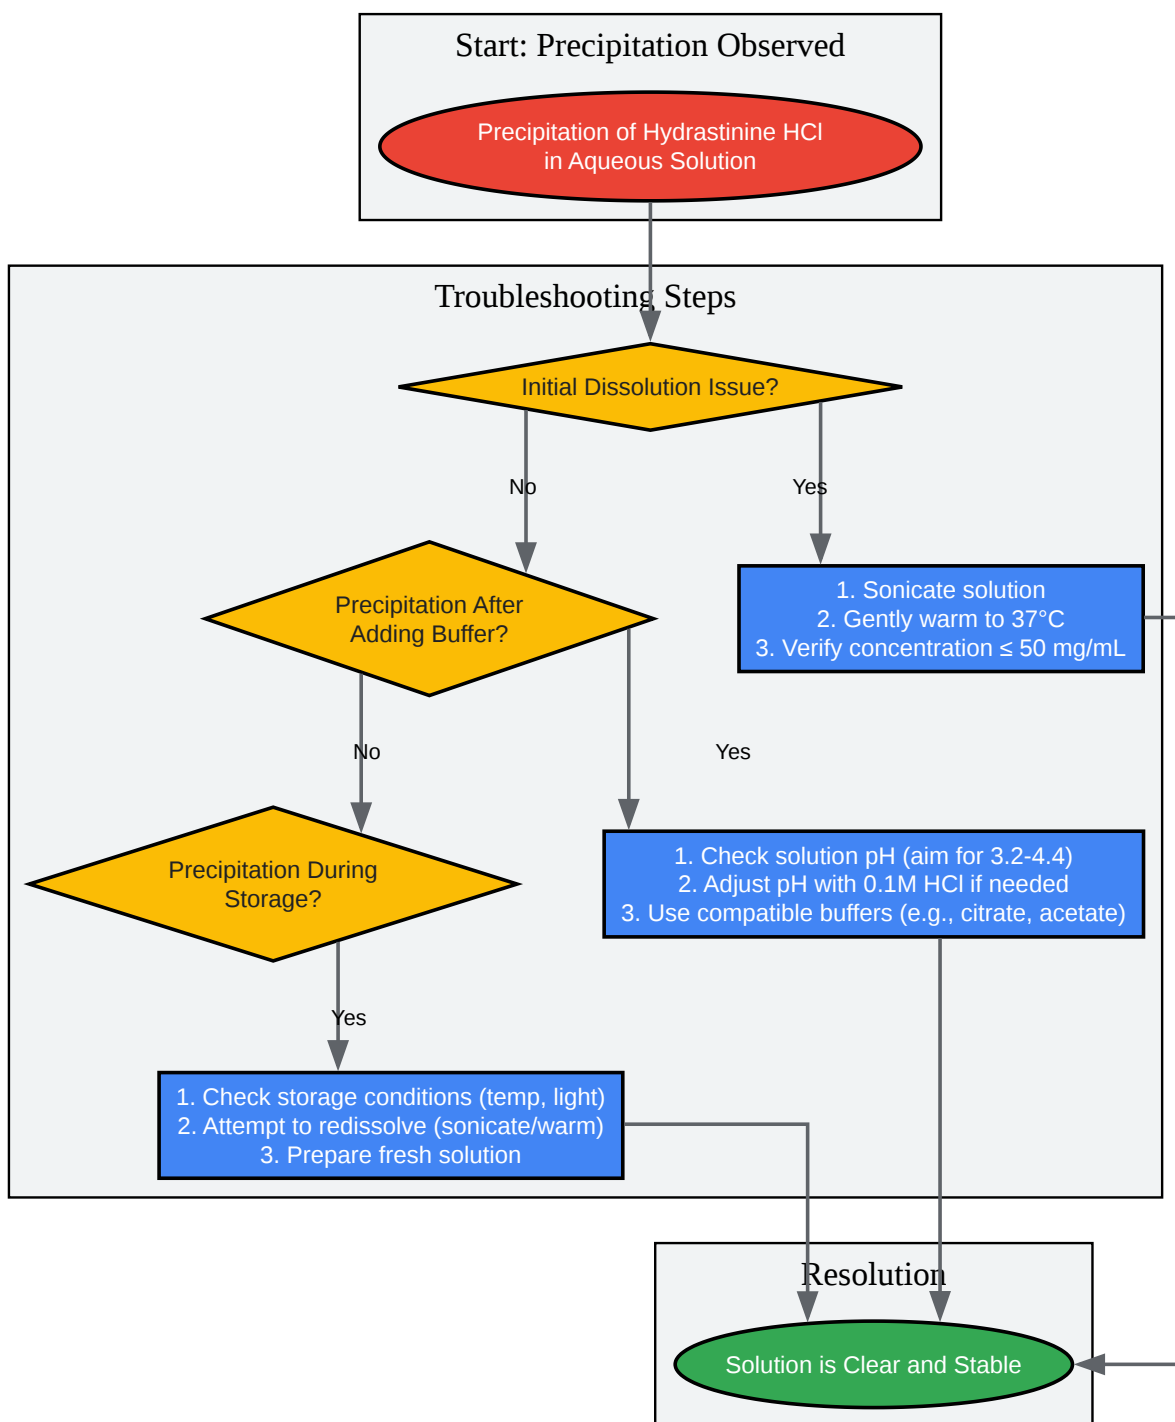 Start: Precipitation Observed
Precipitation of Hydrastinine HCl
in Aqueous Solution
Troubleshooting Steps
Initial Dissolution Issue?
No
Yes
Precipitation After
Adding Buffer?
1. Sonicate solution
2. Gently warm to 37°C
3. Verify concentration ≤ 50 mg/mL
No
Yes
Precipitation During
Storage?
1. Check solution pH (aim for 3.2-4.4)
2. Adjust pH with 0.1M HCl if needed
3. Use compatible buffers (e.g., citrate, acetate)
Yes
1. Check storage conditions (temp, light)
2. Attempt to redissolve (sonicate/warm)
3. Prepare fresh solution
Resolution
Solution is Clear and Stable